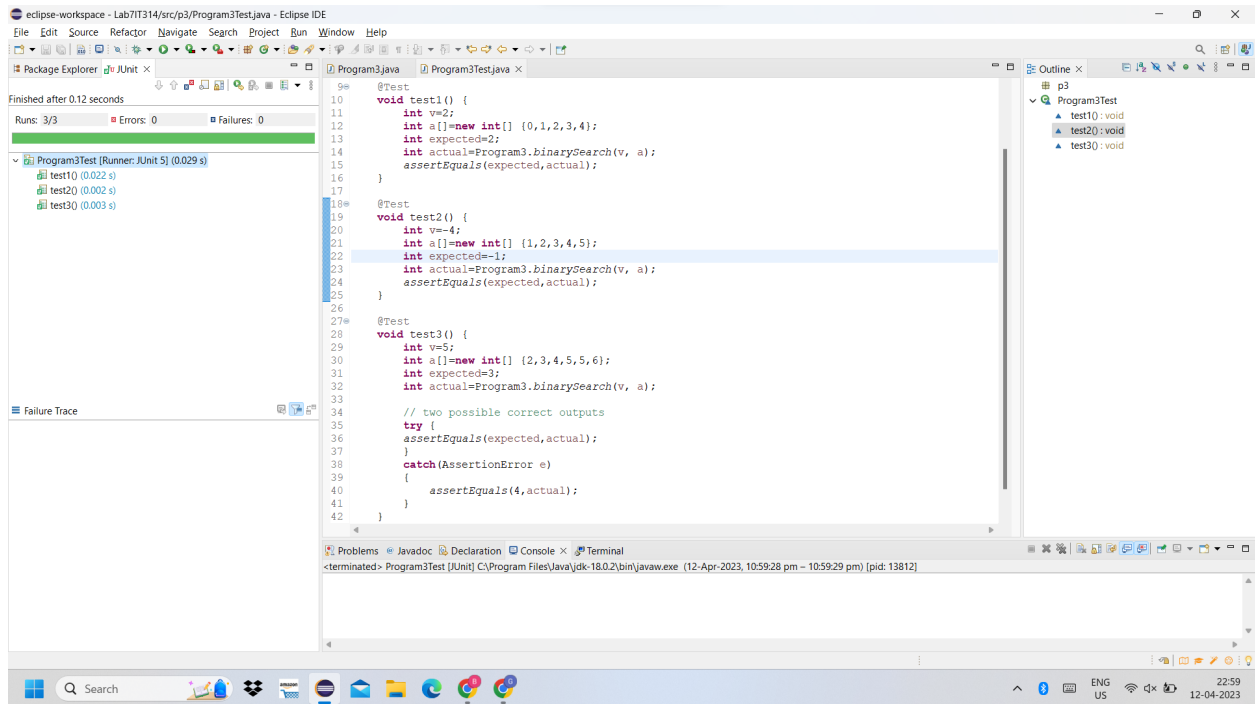 eclipse-workspace - Lab7IT314/src/p3/Program3Test.java - Eclipse IDE
File Edit Source Refactor Navigate Search Project Run Window Help
Package Explorer JUnit
Finished after 0.12 seconds
Runs: 3/3 Errors: 0 Failures: 0
Program3Test [Runner: JUnit 5] (0.029 s)
test1() (0.022 s)
test2() (0.002 s)
test3() (0.003 s)
Failure Trace
Program3.java Program3Test.java
9 @Test
10 void test1() {
11 int v=2;
12 int a[]=new int[] {0,1,2,3,4};
13 int expected=2;
14 int actual=Program3.binarySearch(v, a);
15 assertEquals(expected,actual);
16 }
17
18 @Test
19 void test2() {
20 int v=-4;
21 int a[]=new int[] {1,2,3,4,5};
22 int expected=-1;
23 int actual=Program3.binarySearch(v, a);
24 assertEquals(expected,actual);
25 }
26
27 @Test
28 void test3() {
29 int v=5;
30 int a[]=new int[] {2,3,4,5,5,6};
31 int expected=3;
32 int actual=Program3.binarySearch(v, a);
33
34 // two possible correct outputs
35 try {
36 assertEquals(expected,actual);
37 }
38 catch(AssertionError e)
39 {
40 assertEquals(4,actual);
41 }
42 }
Outline
p3
Program3Test
test1() : void
test2() : void
test3() : void
Problems Javadoc Declaration Console Terminal
<terminated> Program3Test [JUnit] C:\Program Files\Java\jdk-18.0.2\bin\javaw.exe (12-Apr-2023, 10:59:28 pm – 10:59:29 pm) [pid: 13812]
Search
amazon
ENG
US
22:59
12-04-2023